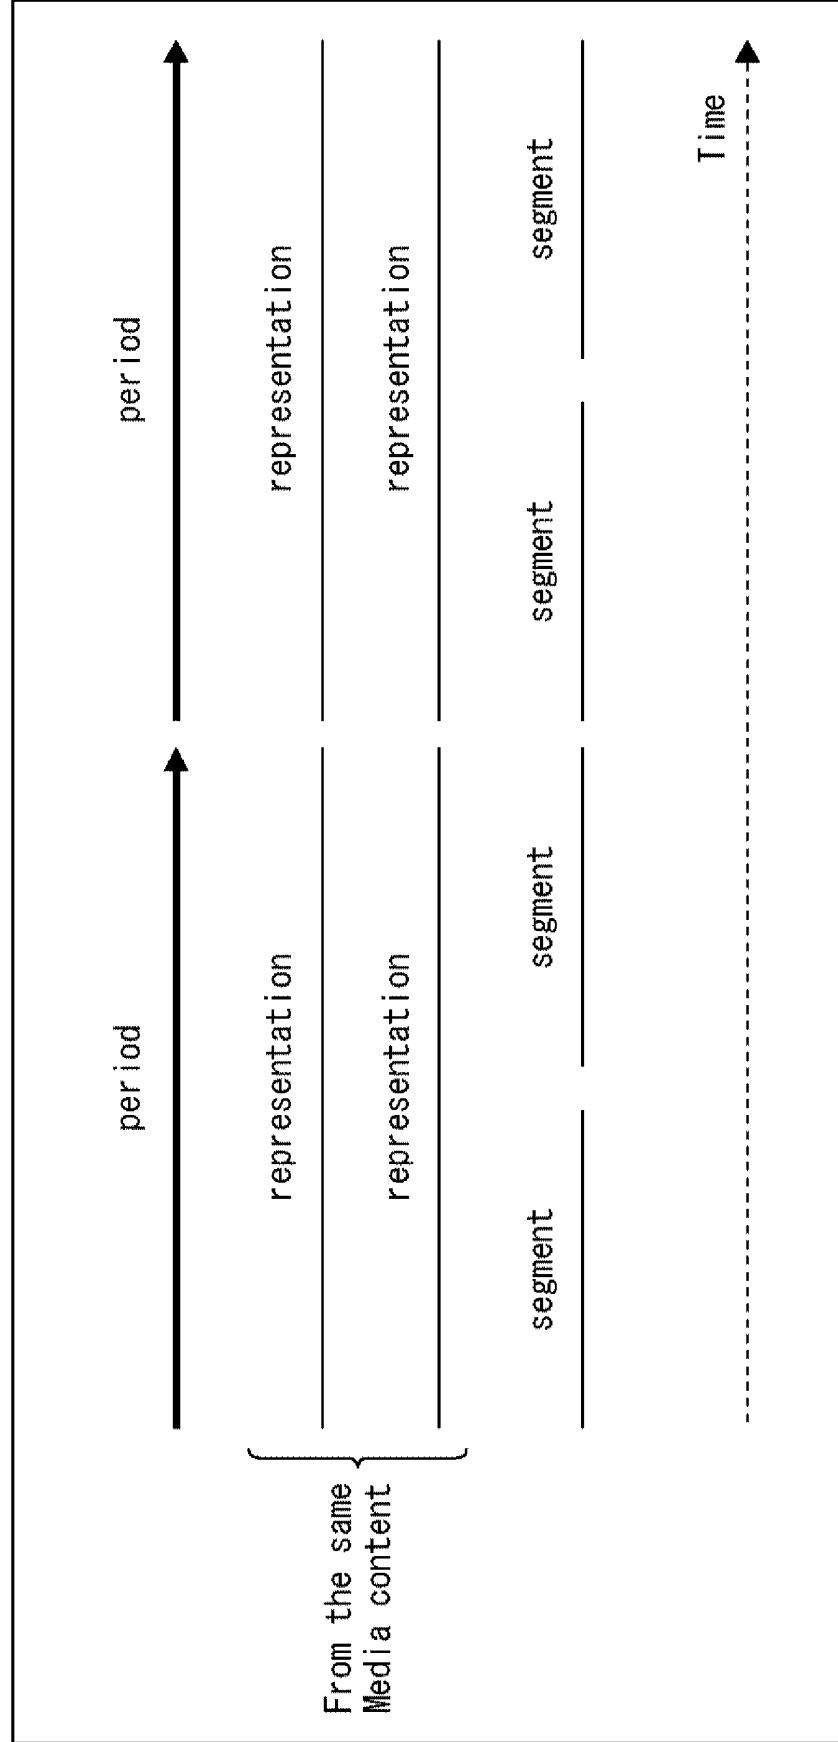 period
period
representation
representation
From the same
Media content
representation
representation
segment
segment
segment
segment
Time